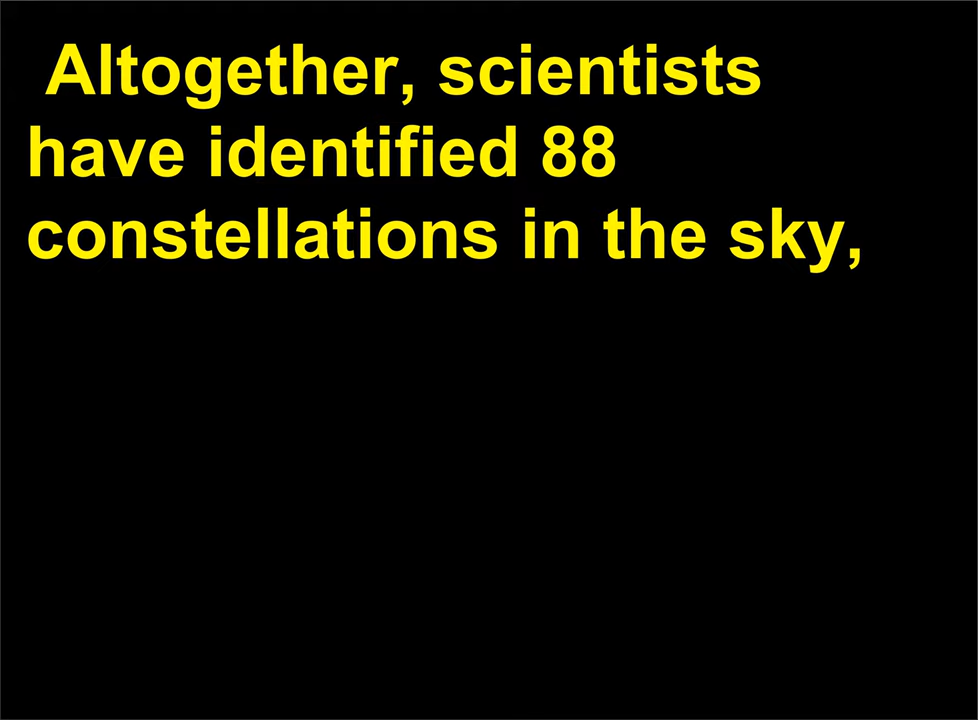 Altogether, scientists
have identified 88
constellations in the sky,